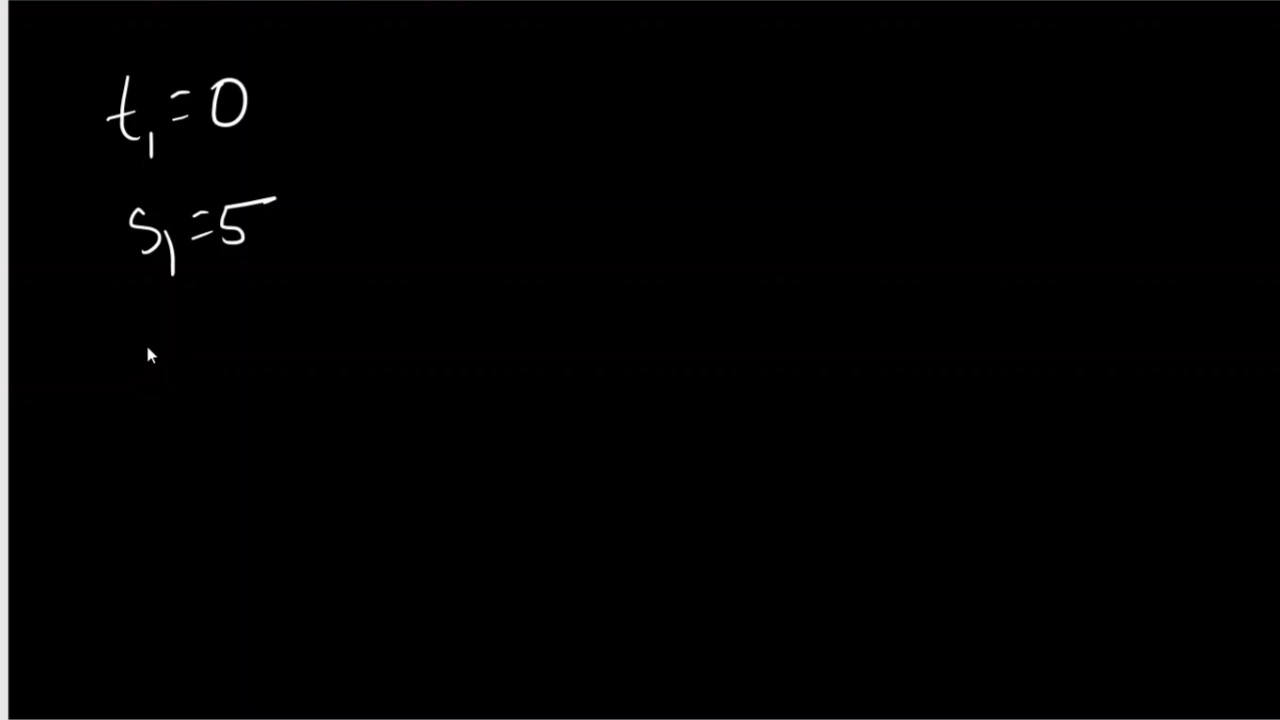 t₁ = 0
s₁ = 5